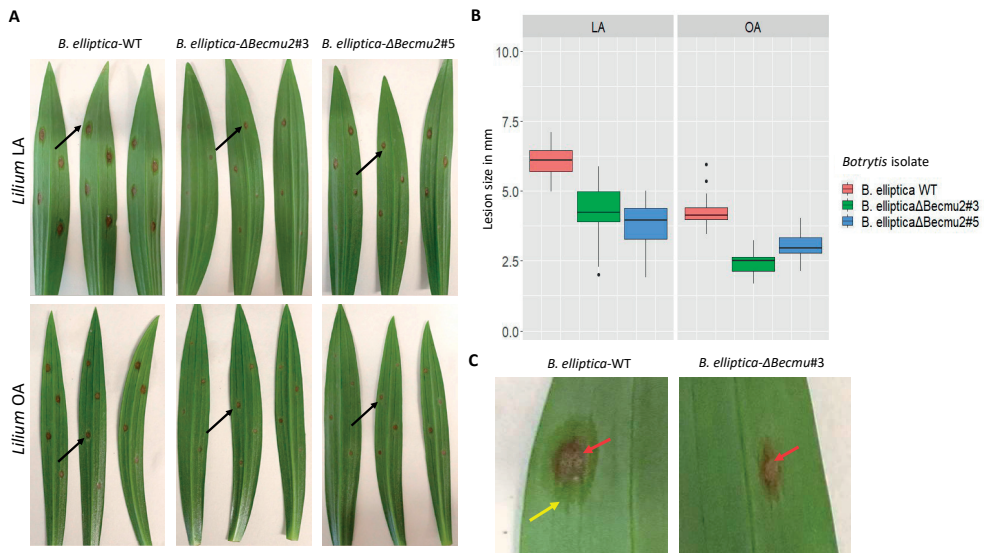 A
B. elliptica-WT
B. elliptica-ΔBecmu2#3
B. elliptica-ΔBecmu2#5
Lilium LA
Lilium OA
B
LA
OA
Lesion size in mm
10.0
7.5
5.0
2.5
0.0
Botrytis isolate
B. elliptica WT
B. ellipticaΔBecmu2#3
B. ellipticaΔBecmu2#5
C
B. elliptica-WT
B. elliptica-ΔBecmu#3